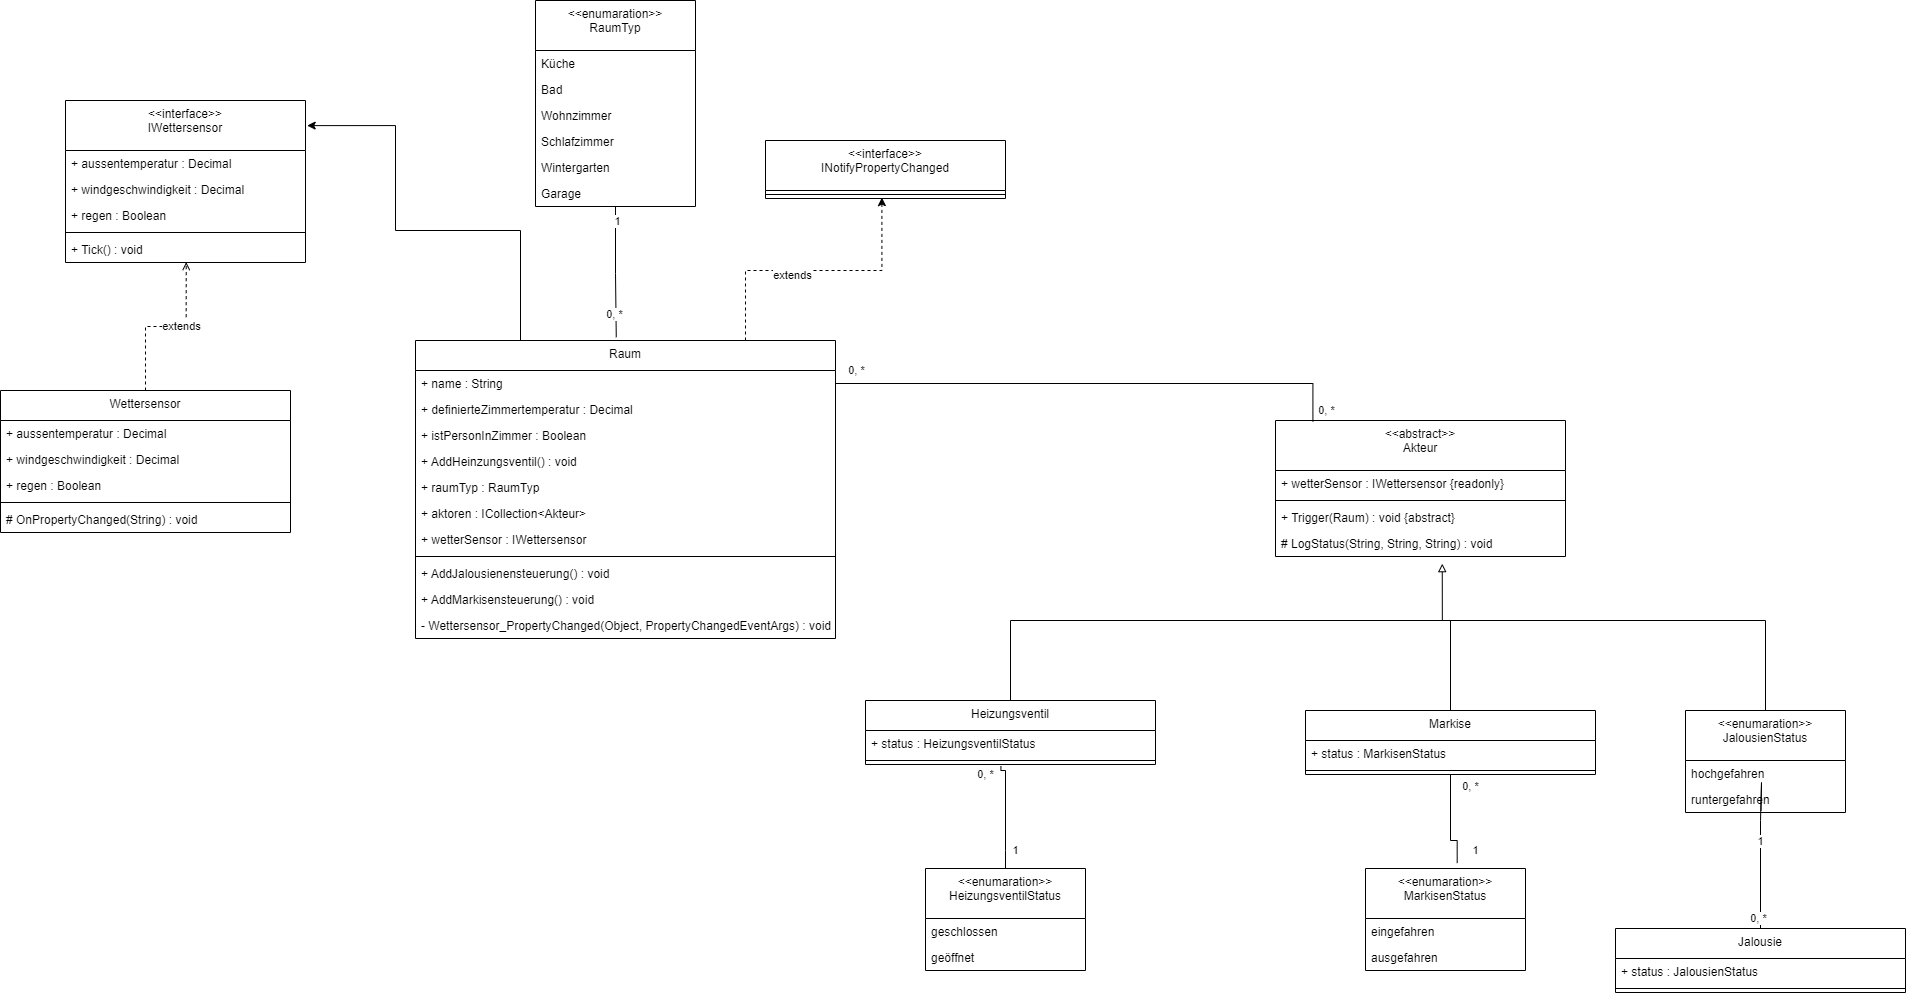 <<enumaration>>
RaumTyp
Küche
Bad
Wohnzimmer
Schlafzimmer
Wintergarten
Garage
1
0, *
<<interface>>
IWettersensor
+ aussentemperatur : Decimal
+ windgeschwindigkeit : Decimal
+ regen : Boolean
+ Tick() : void
extends
<<interface>>
INotifyPropertyChanged
extends
Wettersensor
+ aussentemperatur : Decimal
+ windgeschwindigkeit : Decimal
+ regen : Boolean
# OnPropertyChanged(String) : void
Raum
+ name : String
+ definierteZimmertemperatur : Decimal
+ istPersonInZimmer : Boolean
+ AddHeinzungsventil() : void
+ raumTyp : RaumTyp
+ aktoren : ICollection<Akteur>
+ wetterSensor : IWettersensor
+ AddJalousienensteuerung() : void
+ AddMarkisensteuerung() : void
- Wettersensor_PropertyChanged(Object, PropertyChangedEventArgs) : void
0, *
0, *
<<abstract>>
Akteur
+ wetterSensor : IWettersensor {readonly}
+ Trigger(Raum) : void {abstract}
# LogStatus(String, String, String) : void
Heizungsventil
+ status : HeizungsventilStatus
0, *
1
<<enumaration>>
HeizungsventilStatus
geschlossen
geöffnet
Markise
+ status : MarkisenStatus
0, *
1
<<enumaration>>
MarkisenStatus
eingefahren
ausgefahren
<<enumaration>>
JalousienStatus
hochgefahren
runtergefahren
1
0, *
Jalousie
+ status : JalousienStatus